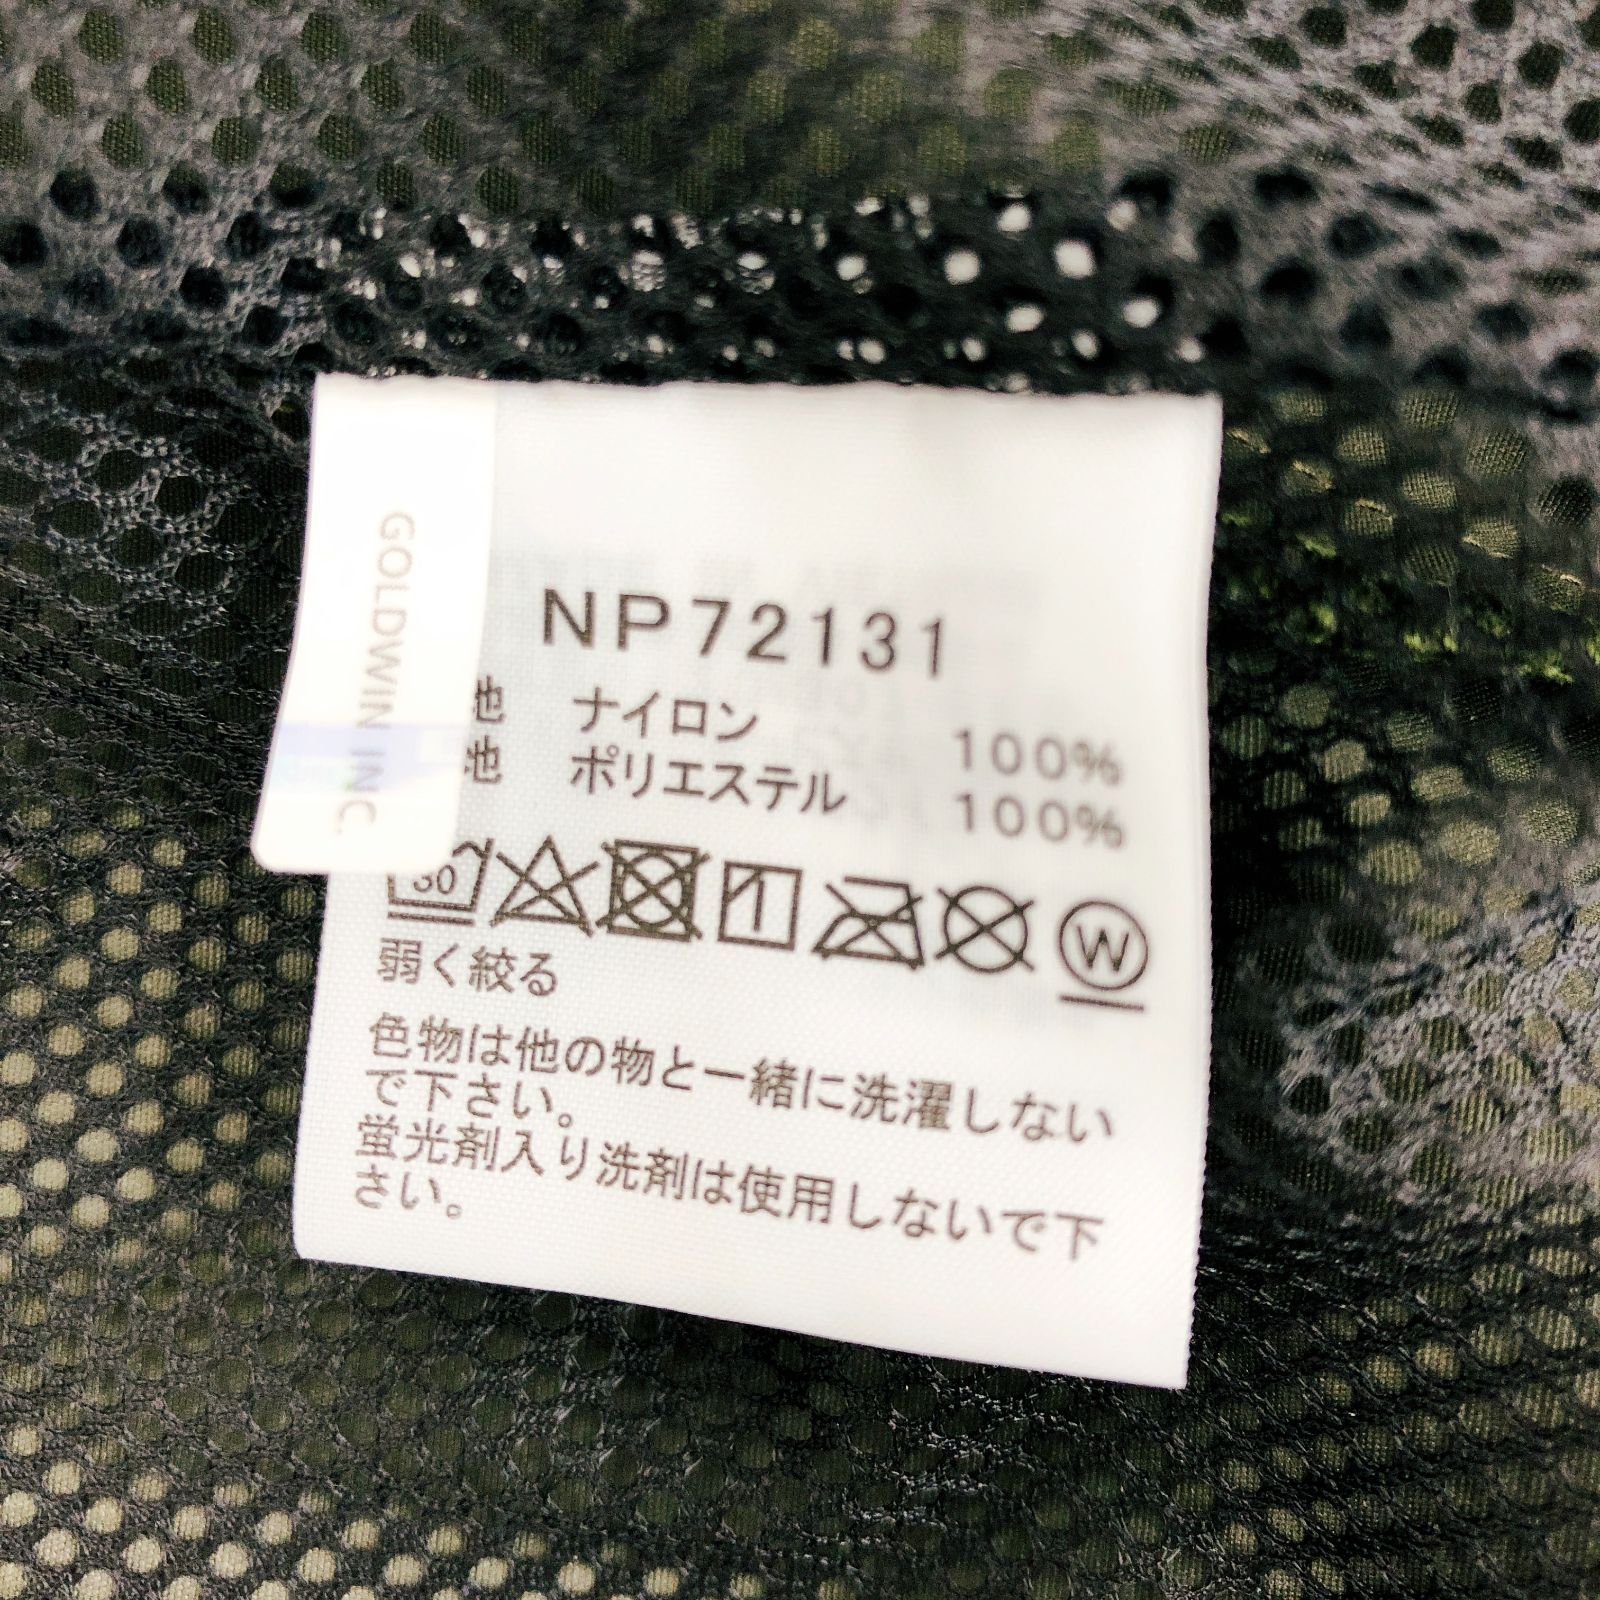 GOLDWIN INC.
NP72131
地 ナイロン 100%
地 ポリエステル 100%
30
W
弱く絞る
色物は他の物と一緒に洗濯しない
で下さい。
蛍光剤入り洗剤は使用しないで下
さい。